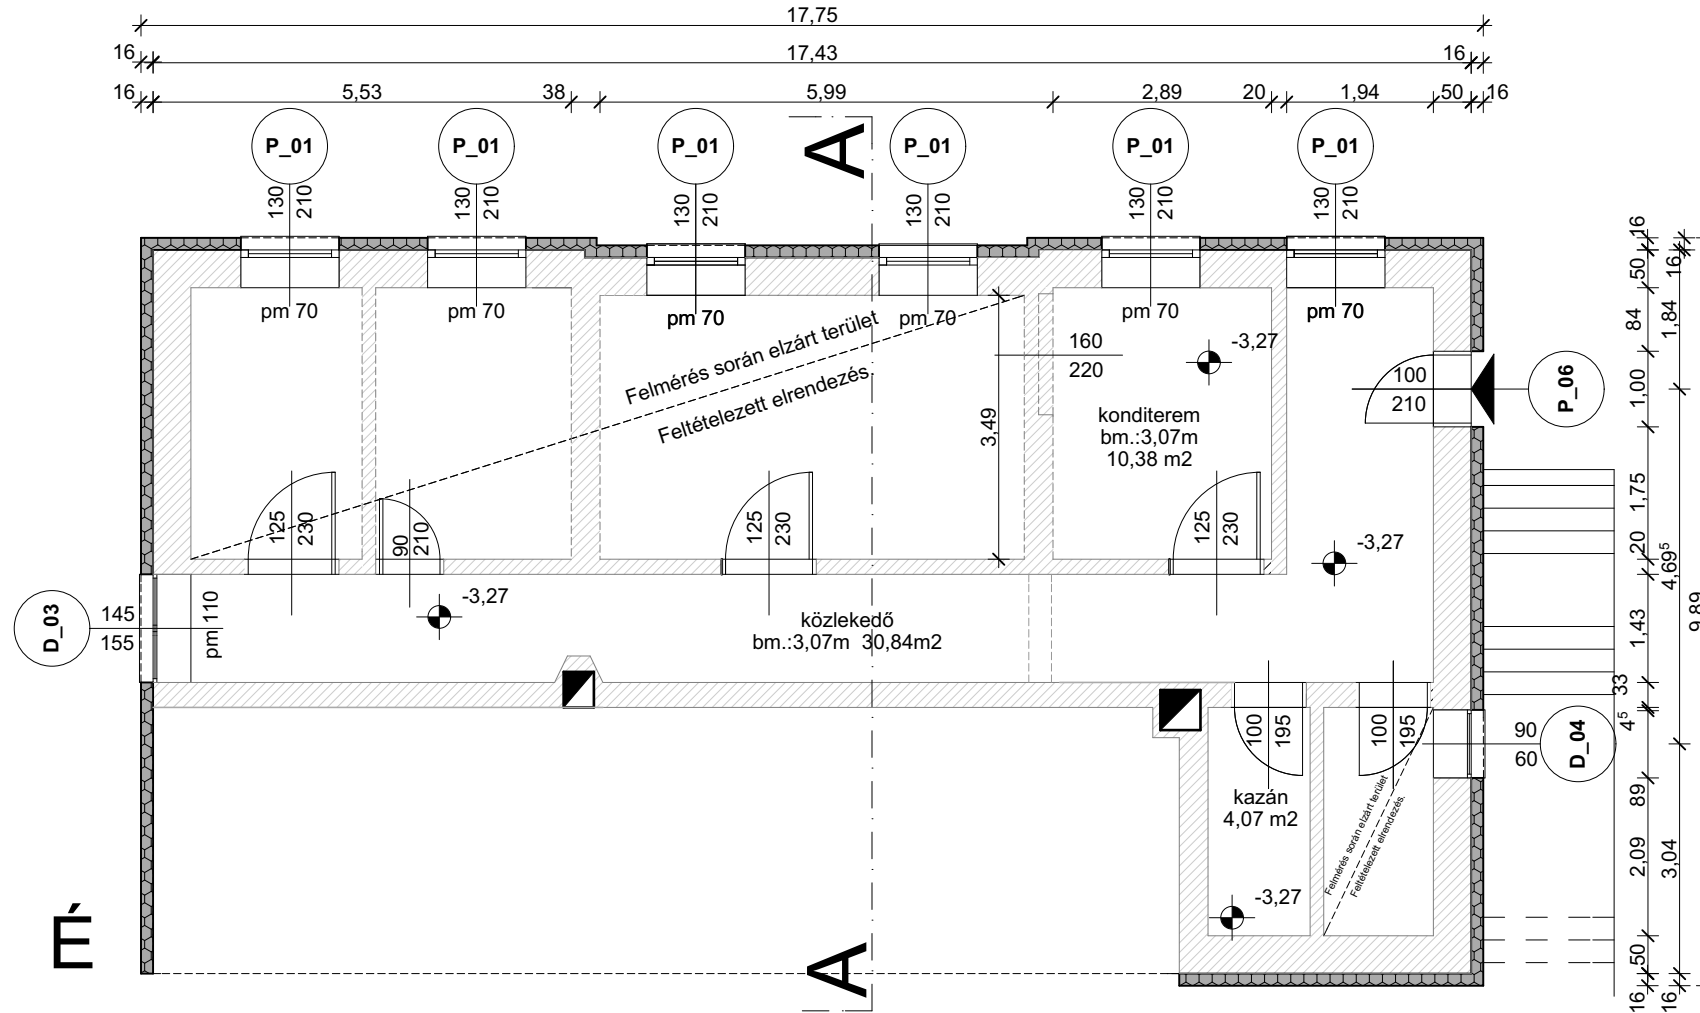 17,75
16 17,43 16
16 5,53 38 5,99 2,89 20 1,94 50 16
P_01 P_01 P_01 P_01 P_01 P_01
130 210 130 210 130 210 130 210 130 210 130 210
pm 70 pm 70 pm 70 pm 70 pm 70 pm 70
A
Felmérés során elzárt terület
Feltételezett elrendezés.
3,49
160
220
-3,27
konditerem
bm.:3,07m
10,38 m2
100
210
P_06
125 230 90 210 125 230 125 230
-3,27
D_03
145
155
pm 110
-3,27
közlekedő
bm.:3,07m 30,84m2
100 195 100 195
90
60
D_04
kazán
4,07 m2
-3,27
Felmérés során elzárt terület
Feltételezett elrendezés.
É
A
16 50 84 1,00 1,75 20 1,43 33 4⁵ 89 2,09 50 16
16 1,84 4,69⁵ 3,04 16
9,89